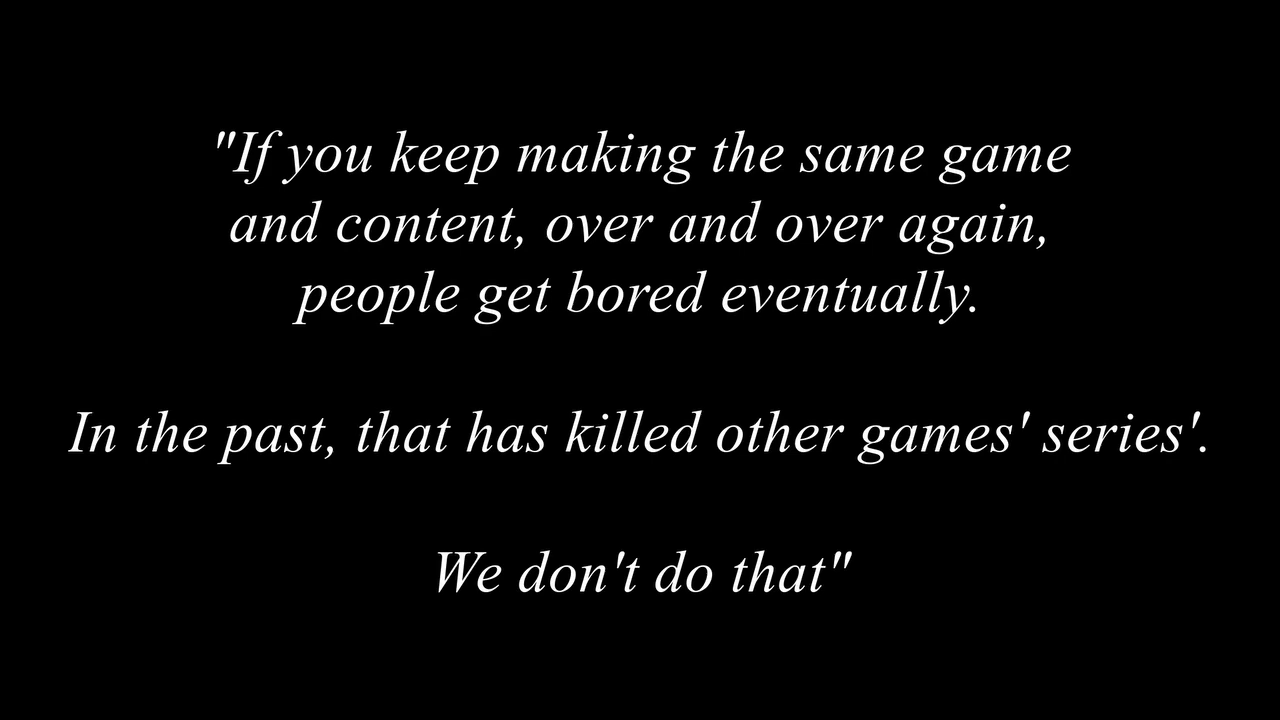 "If you keep making the same game
and content, over and over again,
people get bored eventually.
In the past, that has killed other games' series'.
We don't do that"